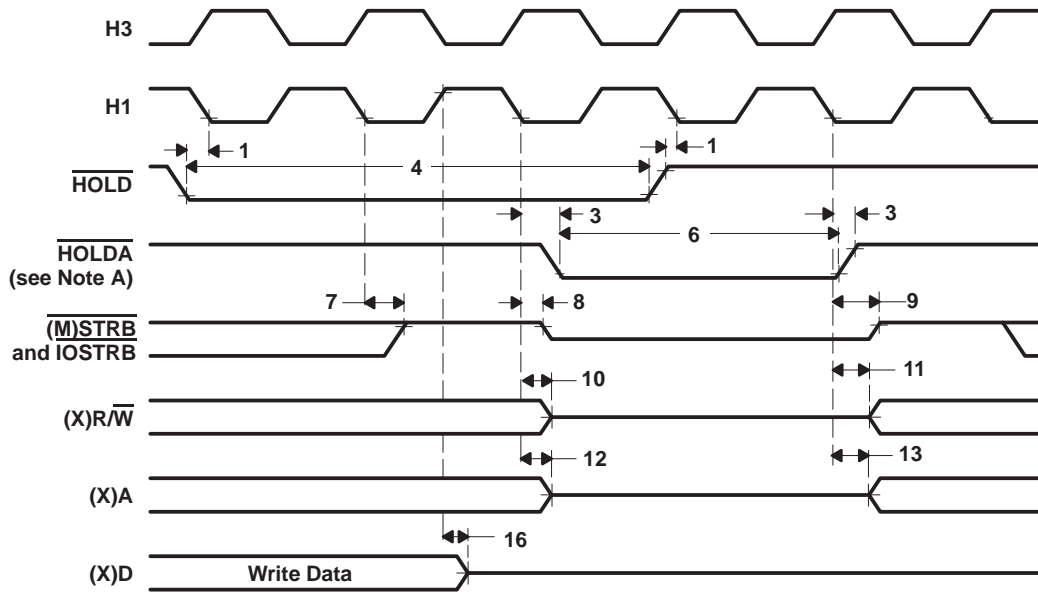 H3
H1
1
1
4
HOLD
3
3
6
HOLDA
(see Note A)
7
8
9
(M)STRB
and IOSTRB
10
11
(X)R/W
12
13
(X)A
16
(X)D
Write Data